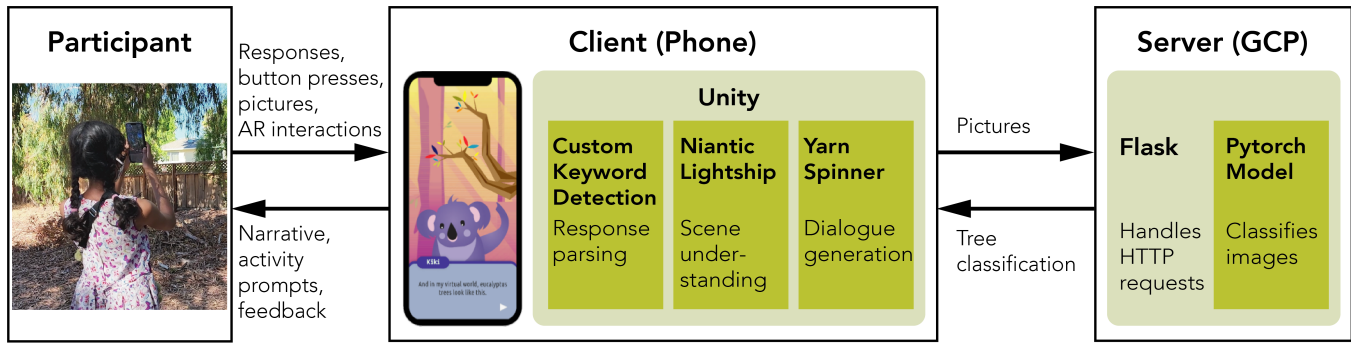 Participant
Responses,
button presses,
pictures,
AR interactions
Narrative,
activity
prompts,
feedback
Client (Phone)
Kiki
And in my virtual world, eucalyptus
trees look like this.
Unity
Custom
Keyword
Detection
Response
parsing
Niantic
Lightship
Scene
under-
standing
Yarn
Spinner
Dialogue
generation
Pictures
Tree
classification
Server (GCP)
Flask
Handles
HTTP
requests
Pytorch
Model
Classifies
images